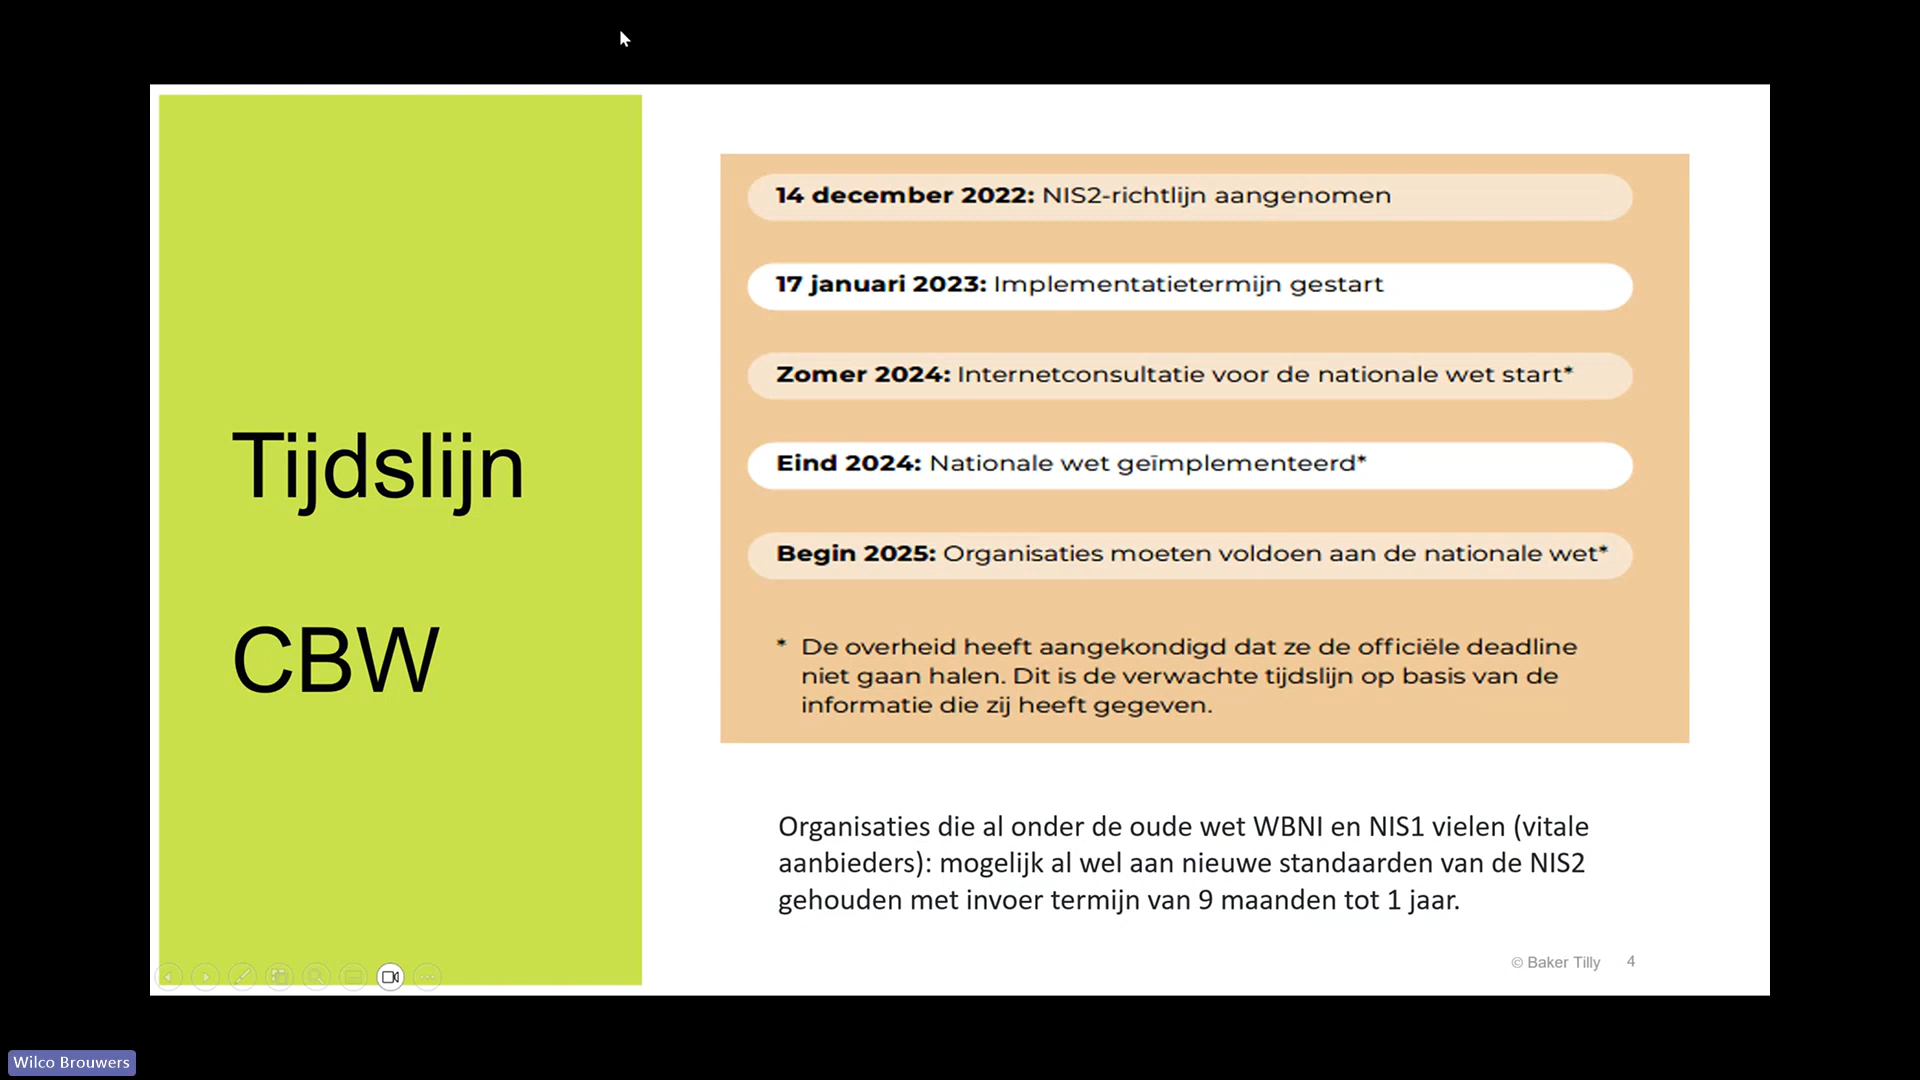 Tijdslijn
CBW
14 december 2022: NIS2-richtlijn aangenomen
17 januari 2023: Implementatietermijn gestart
Zomer 2024: Internetconsultatie voor de nationale wet start*
Eind 2024: Nationale wet geïmplementeerd*
Begin 2025: Organisaties moeten voldoen aan de nationale wet*
* De overheid heeft aangekondigd dat ze de officiële deadline
niet gaan halen. Dit is de verwachte tijdslijn op basis van de
informatie die zij heeft gegeven.
Organisaties die al onder de oude wet WBNI en NIS1 vielen (vitale
aanbieders): mogelijk al wel aan nieuwe standaarden van de NIS2
gehouden met invoer termijn van 9 maanden tot 1 jaar.
© Baker Tilly 4
Wilco Brouwers